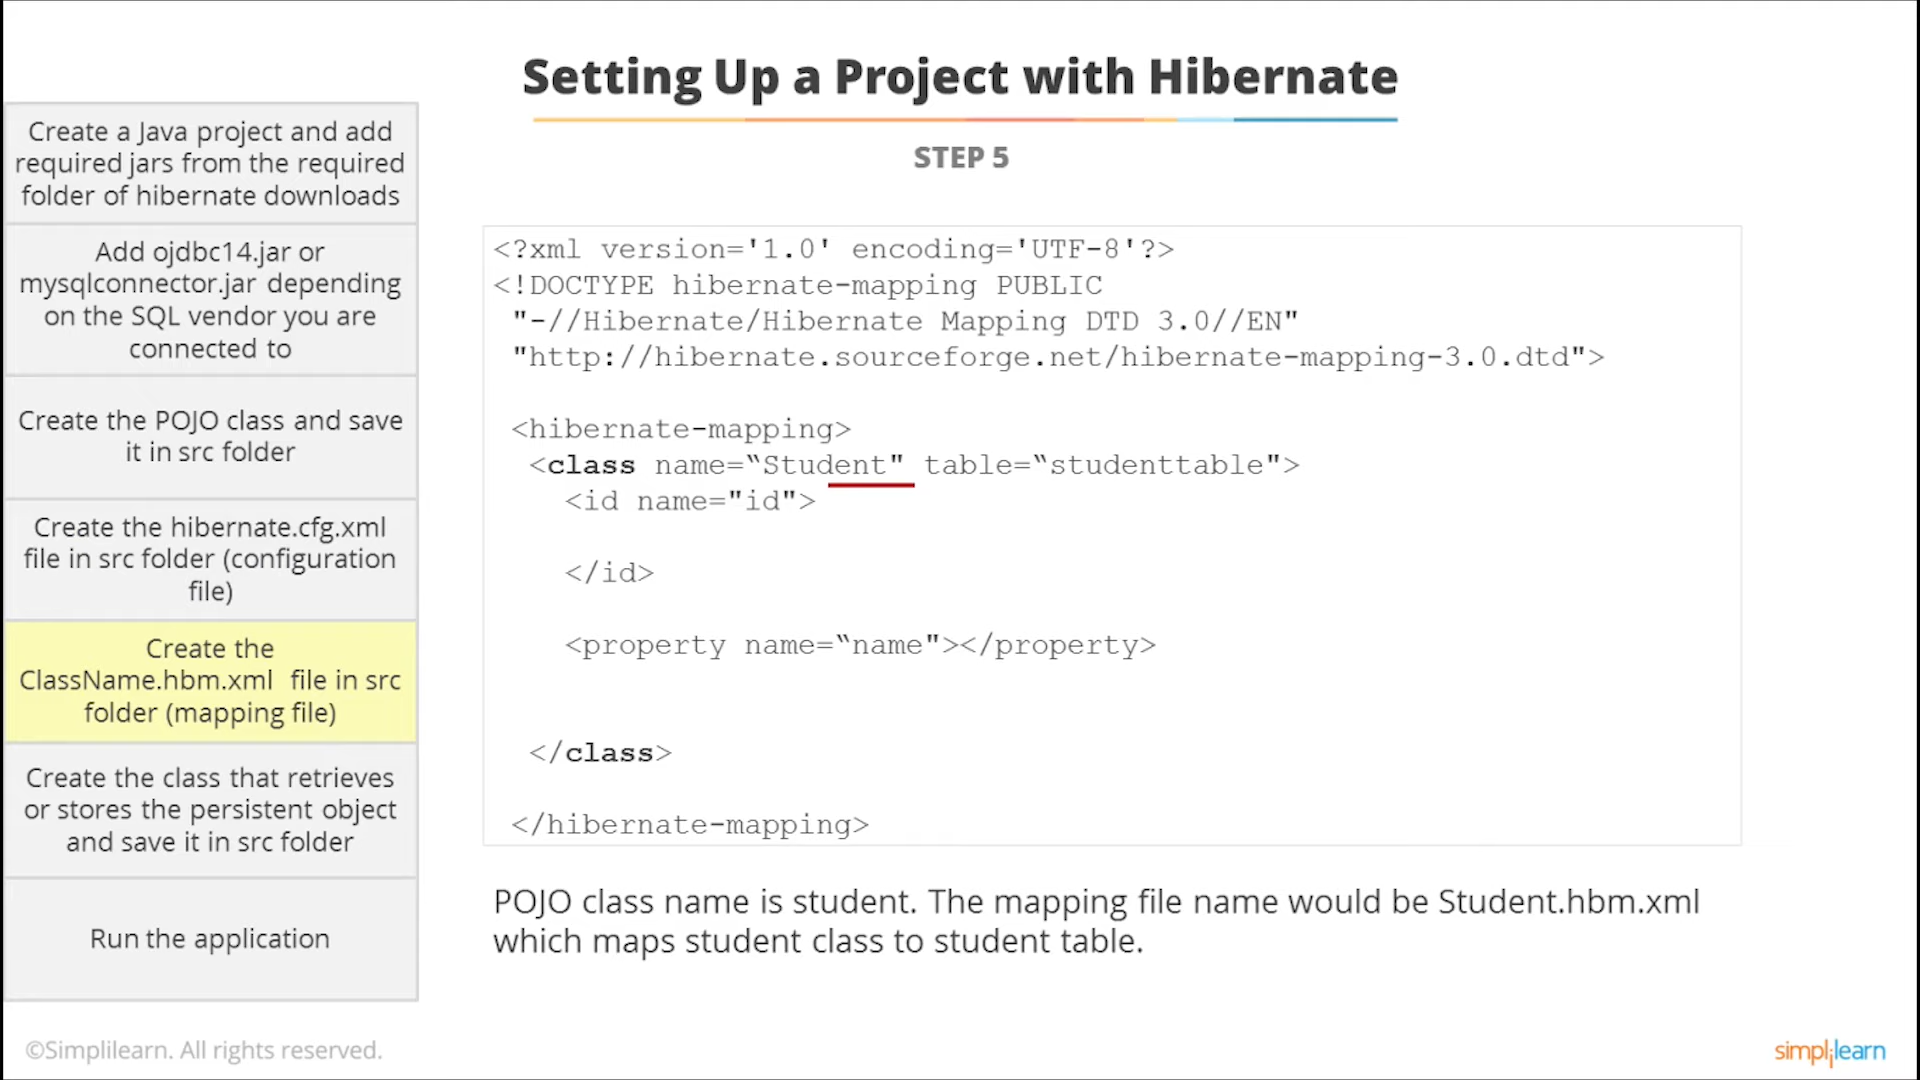 Setting Up a Project with Hibernate
STEP 5
Create a Java project and add
required jars from the required
folder of hibernate downloads
Add ojdbc14.jar or
mysqlconnector.jar depending
on the SQL vendor you are
connected to
Create the POJO class and save
it in src folder
Create the hibernate.cfg.xml
file in src folder (configuration
file)
Create the
ClassName.hbm.xml file in src
folder (mapping file)
Create the class that retrieves
or stores the persistent object
and save it in src folder
Run the application
<?xml version='1.0' encoding='UTF-8'?>
<!DOCTYPE hibernate-mapping PUBLIC
"-//Hibernate/Hibernate Mapping DTD 3.0//EN"
"http://hibernate.sourceforge.net/hibernate-mapping-3.0.dtd">
<hibernate-mapping>
<class name=“Student" table=“studenttable">
<id name="id">
</id>
<property name=“name"></property>
</class>
</hibernate-mapping>
POJO class name is student. The mapping file name would be Student.hbm.xml
which maps student class to student table.
©Simplilearn. All rights reserved.
simplilearn